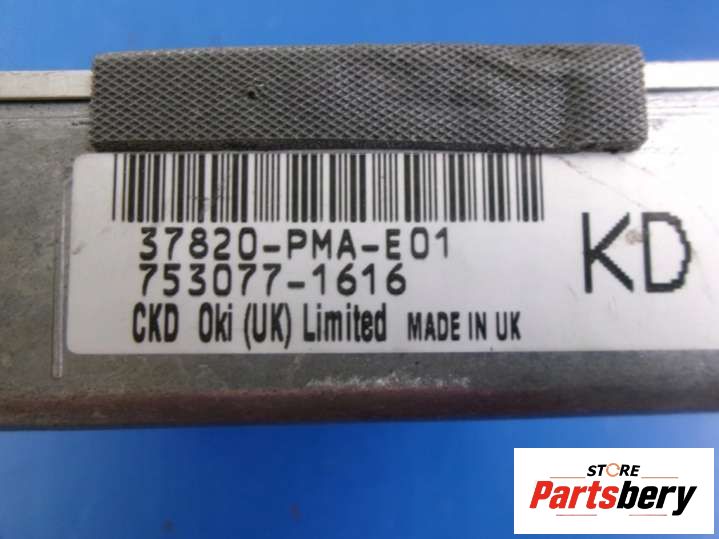 37820-PMA-E01
753077-1616
CKD Oki (UK) Limited MADE IN UK
KD
STORE
Partsbery